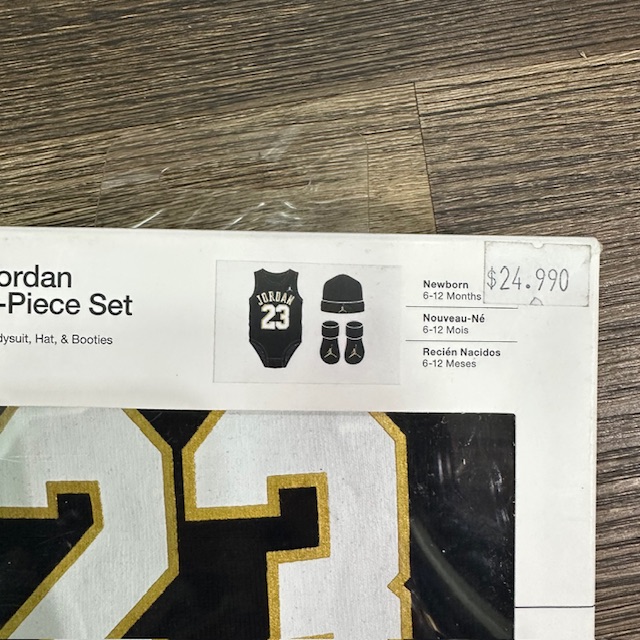 ordan
-Piece Set
dysuit, Hat, & Booties
JORDAN
23
Newborn
6-12 Months
Nouveau-Né
6-12 Mois
Recién Nacidos
6-12 Meses
$24.990
23